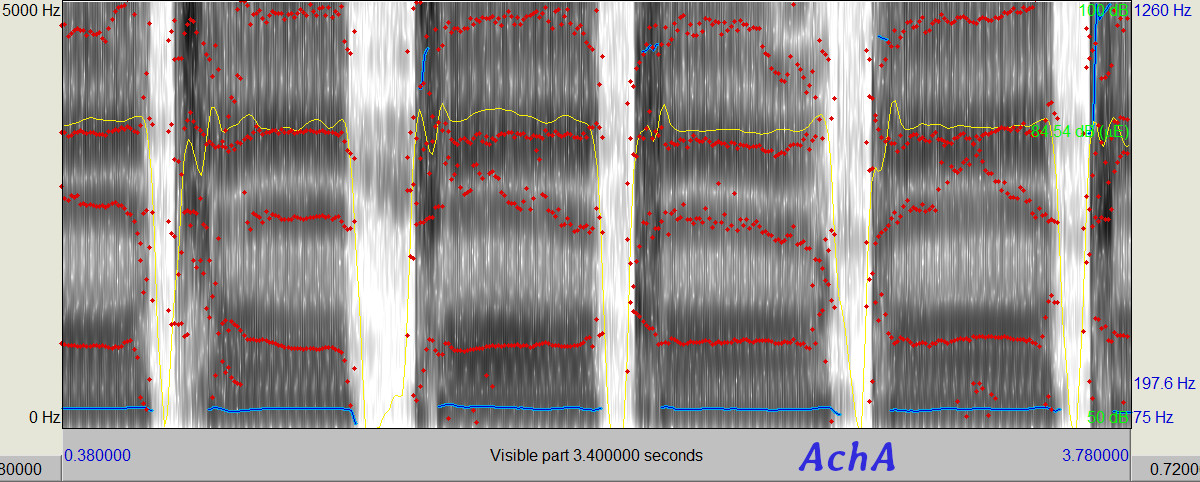 5000 Hz 100 dB 1260 Hz
84.54 dB (µE)
197.6 Hz
0 Hz 50 dB 75 Hz
0.380000 Visible part 3.400000 seconds AchA 3.780000
80000 0.7200